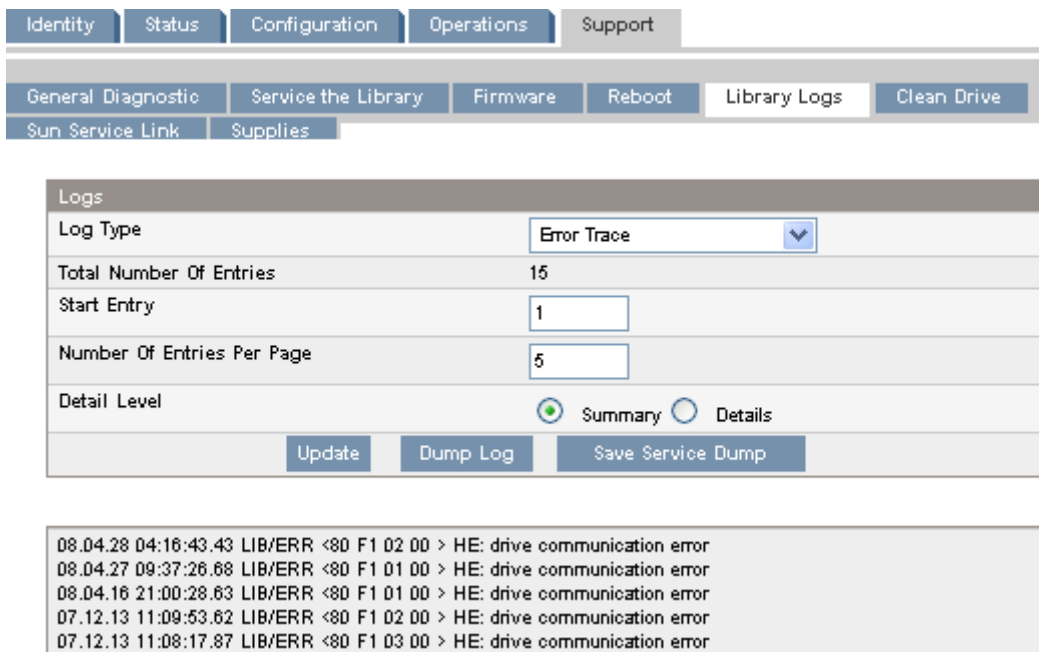 Identity Status Configuration Operations Support
General Diagnostic Service the Library Firmware Reboot Library Logs Clean Drive
Sun Service Link Supplies
Logs
Log Type Error Trace
Total Number Of Entries 15
Start Entry 1
Number Of Entries Per Page 5
Detail Level Summary Details
Update Dump Log Save Service Dump
08.04.28 04:16:43.43 LIB/ERR <80 F1 02 00 > HE: drive communication error
08.04.27 09:37:26.68 LIB/ERR <80 F1 01 00 > HE: drive communication error
08.04.16 21:00:28.63 LIB/ERR <80 F1 01 00 > HE: drive communication error
07.12.13 11:09:53.62 LIB/ERR <80 F1 02 00 > HE: drive communication error
07.12.13 11:08:17.87 LIB/ERR <80 F1 03 00 > HE: drive communication error